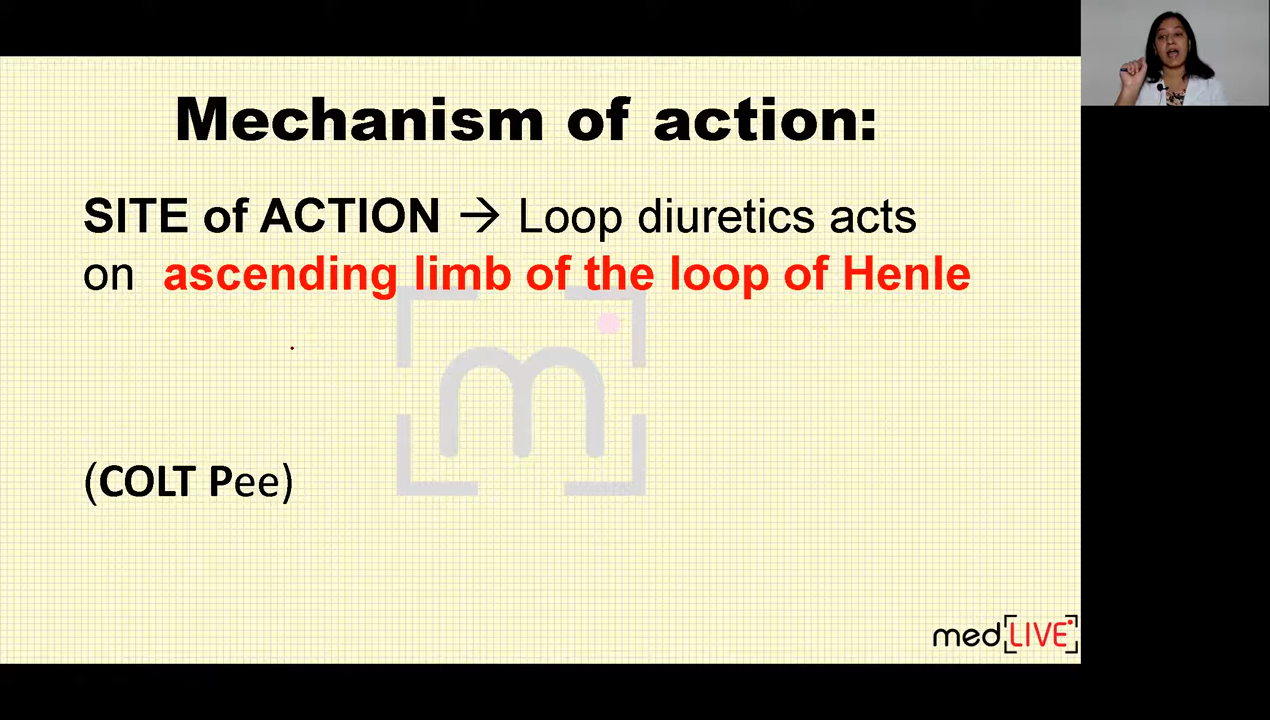 Mechanism of action:
SITE of ACTION → Loop diuretics acts
on ascending limb of the loop of Henle
m
(COLT Pee)
med LIVE